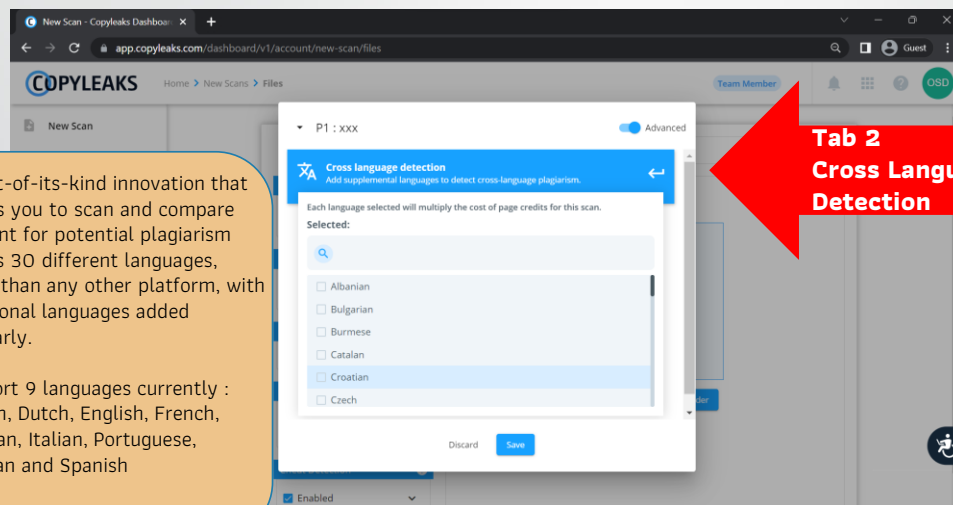 New Scan - Copyleaks Dashboar
app.copyleaks.com/dashboard/v1/account/new-scan/files
Guest
COPYLEAKS
Home > New Scans > Files
Team Member
OSD
New Scan
P1 : xxx
Advanced
Cross language detection
Add supplemental languages to detect cross-language plagiarism.
Each language selected will multiply the cost of page credits for this scan.
Selected:
Albanian
Bulgarian
Burmese
Catalan
Croatian
Czech
Discard
Save
Enabled
Tab 2
Cross Langu
Detection
t-of-its-kind innovation that
s you to scan and compare
nt for potential plagiarism
s 30 different languages,
than any other platform, with
ional languages added
arly.
ort 9 languages currently :
h, Dutch, English, French,
an, Italian, Portuguese,
an and Spanish